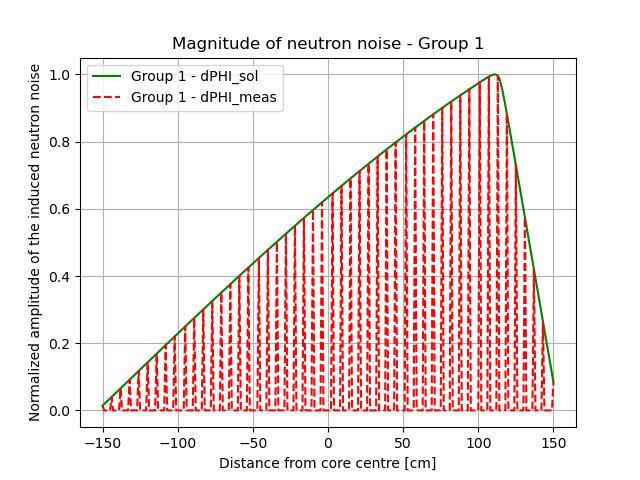 Magnitude of neutron noise - Group 1
Group 1 - dPHI_sol
Group 1 - dPHI_meas
Normalized amplitude of the induced neutron noise
1.0
0.8
0.6
0.4
0.2
0.0
−150 −100 −50 0 50 100 150
Distance from core centre [cm]